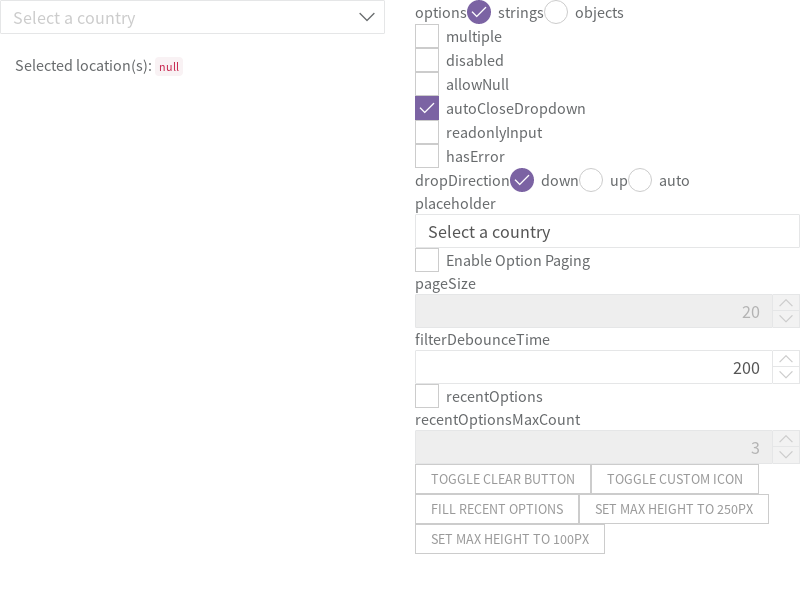 Select a country
Selected location(s): null
options strings objects
multiple
disabled
allowNull
autoCloseDropdown
readonlyInput
hasError
dropDirection down up auto
placeholder
Select a country
Enable Option Paging
pageSize
20
filterDebounceTime
200
recentOptions
recentOptionsMaxCount
3
TOGGLE CLEAR BUTTON TOGGLE CUSTOM ICON
FILL RECENT OPTIONS SET MAX HEIGHT TO 250PX
SET MAX HEIGHT TO 100PX